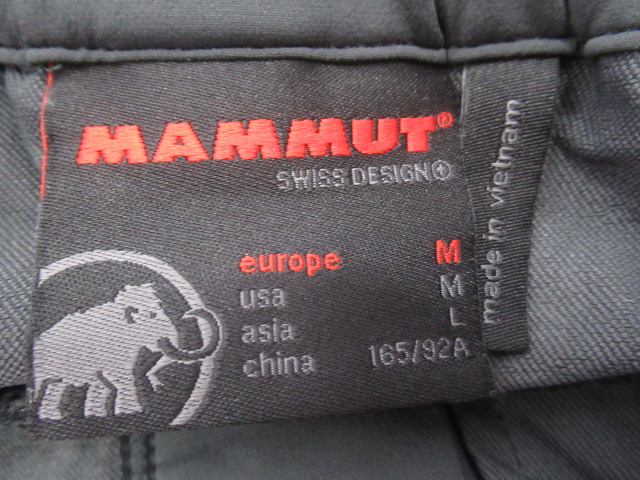 MAMMUT®
SWISS DESIGN
europe M
usa M
asia L
china 165/92A
made in vietnam